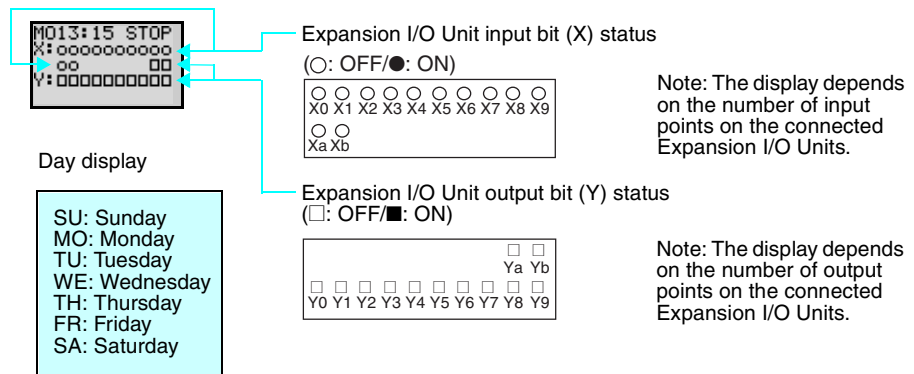 MO13:15 STOP
X:○○○○○○○○○○
○○ □□
Y:□□□□□□□□□□
Expansion I/O Unit input bit (X) status
(○: OFF/●: ON)
X0 X1 X2 X3 X4 X5 X6 X7 X8 X9
Xa Xb
Note: The display depends
on the number of input
points on the connected
Expansion I/O Units.
Day display
SU: Sunday
MO: Monday
TU: Tuesday
WE: Wednesday
TH: Thursday
FR: Friday
SA: Saturday
Expansion I/O Unit output bit (Y) status
(□: OFF/■: ON)
Ya Yb
Y0 Y1 Y2 Y3 Y4 Y5 Y6 Y7 Y8 Y9
Note: The display depends
on the number of output
points on the connected
Expansion I/O Units.